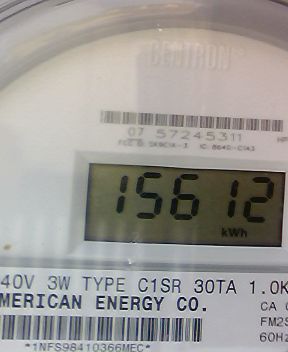 CENTRON
07 57245311
15612
kWh
40V 3W TYPE C1SR 30TA 1.0K
MERICAN ENERGY CO.
CA
FM2S
60Hz
*1NFS98410366MEC*